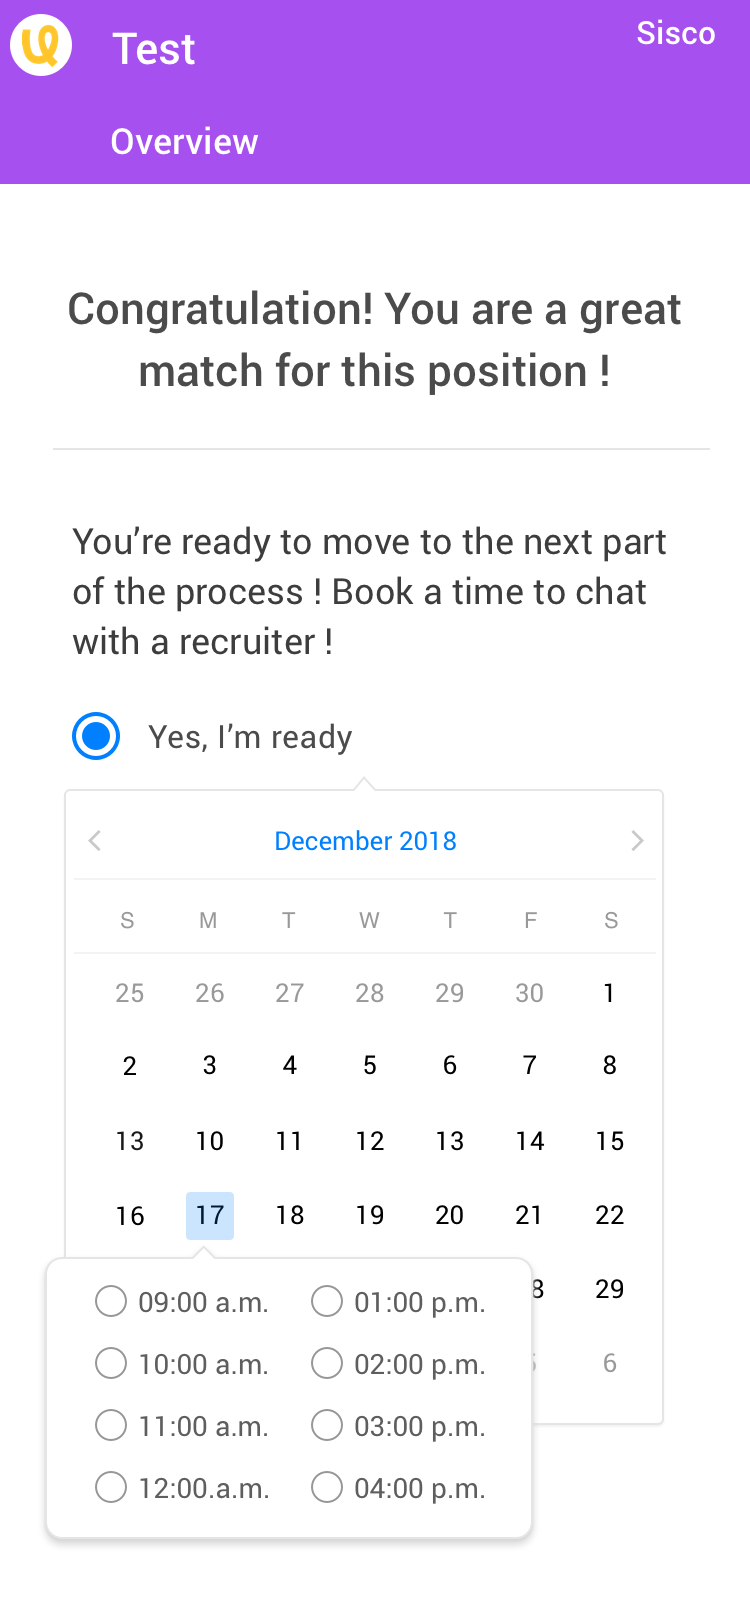 Test
Sisco
Overview
Congratulation! You are a great
match for this position !
You’re ready to move to the next part
of the process ! Book a time to chat
with a recruiter !
Yes, I’m ready
December 2018
S M T W T F S
25 26 27 28 29 30 1
2 3 4 5 6 7 8
13 10 11 12 13 14 15
16 17 18 19 20 21 22
29
6
09:00 a.m. 01:00 p.m.
10:00 a.m. 02:00 p.m.
11:00 a.m. 03:00 p.m.
12:00.a.m. 04:00 p.m.